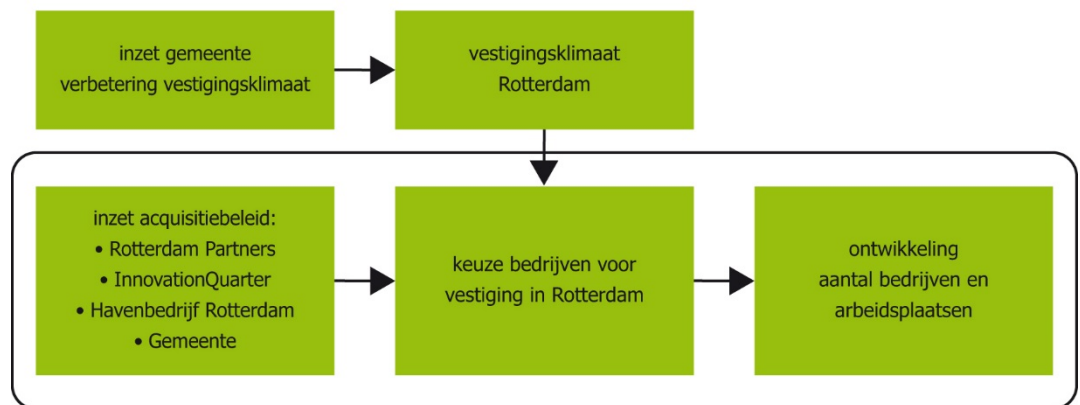 inzet gemeente
verbetering vestigingsklimaat
vestigingsklimaat
Rotterdam
inzet acquisitiebeleid:
• Rotterdam Partners
• InnovationQuarter
• Havenbedrijf Rotterdam
• Gemeente
keuze bedrijven voor
vestiging in Rotterdam
ontwikkeling
aantal bedrijven en
arbeidsplaatsen